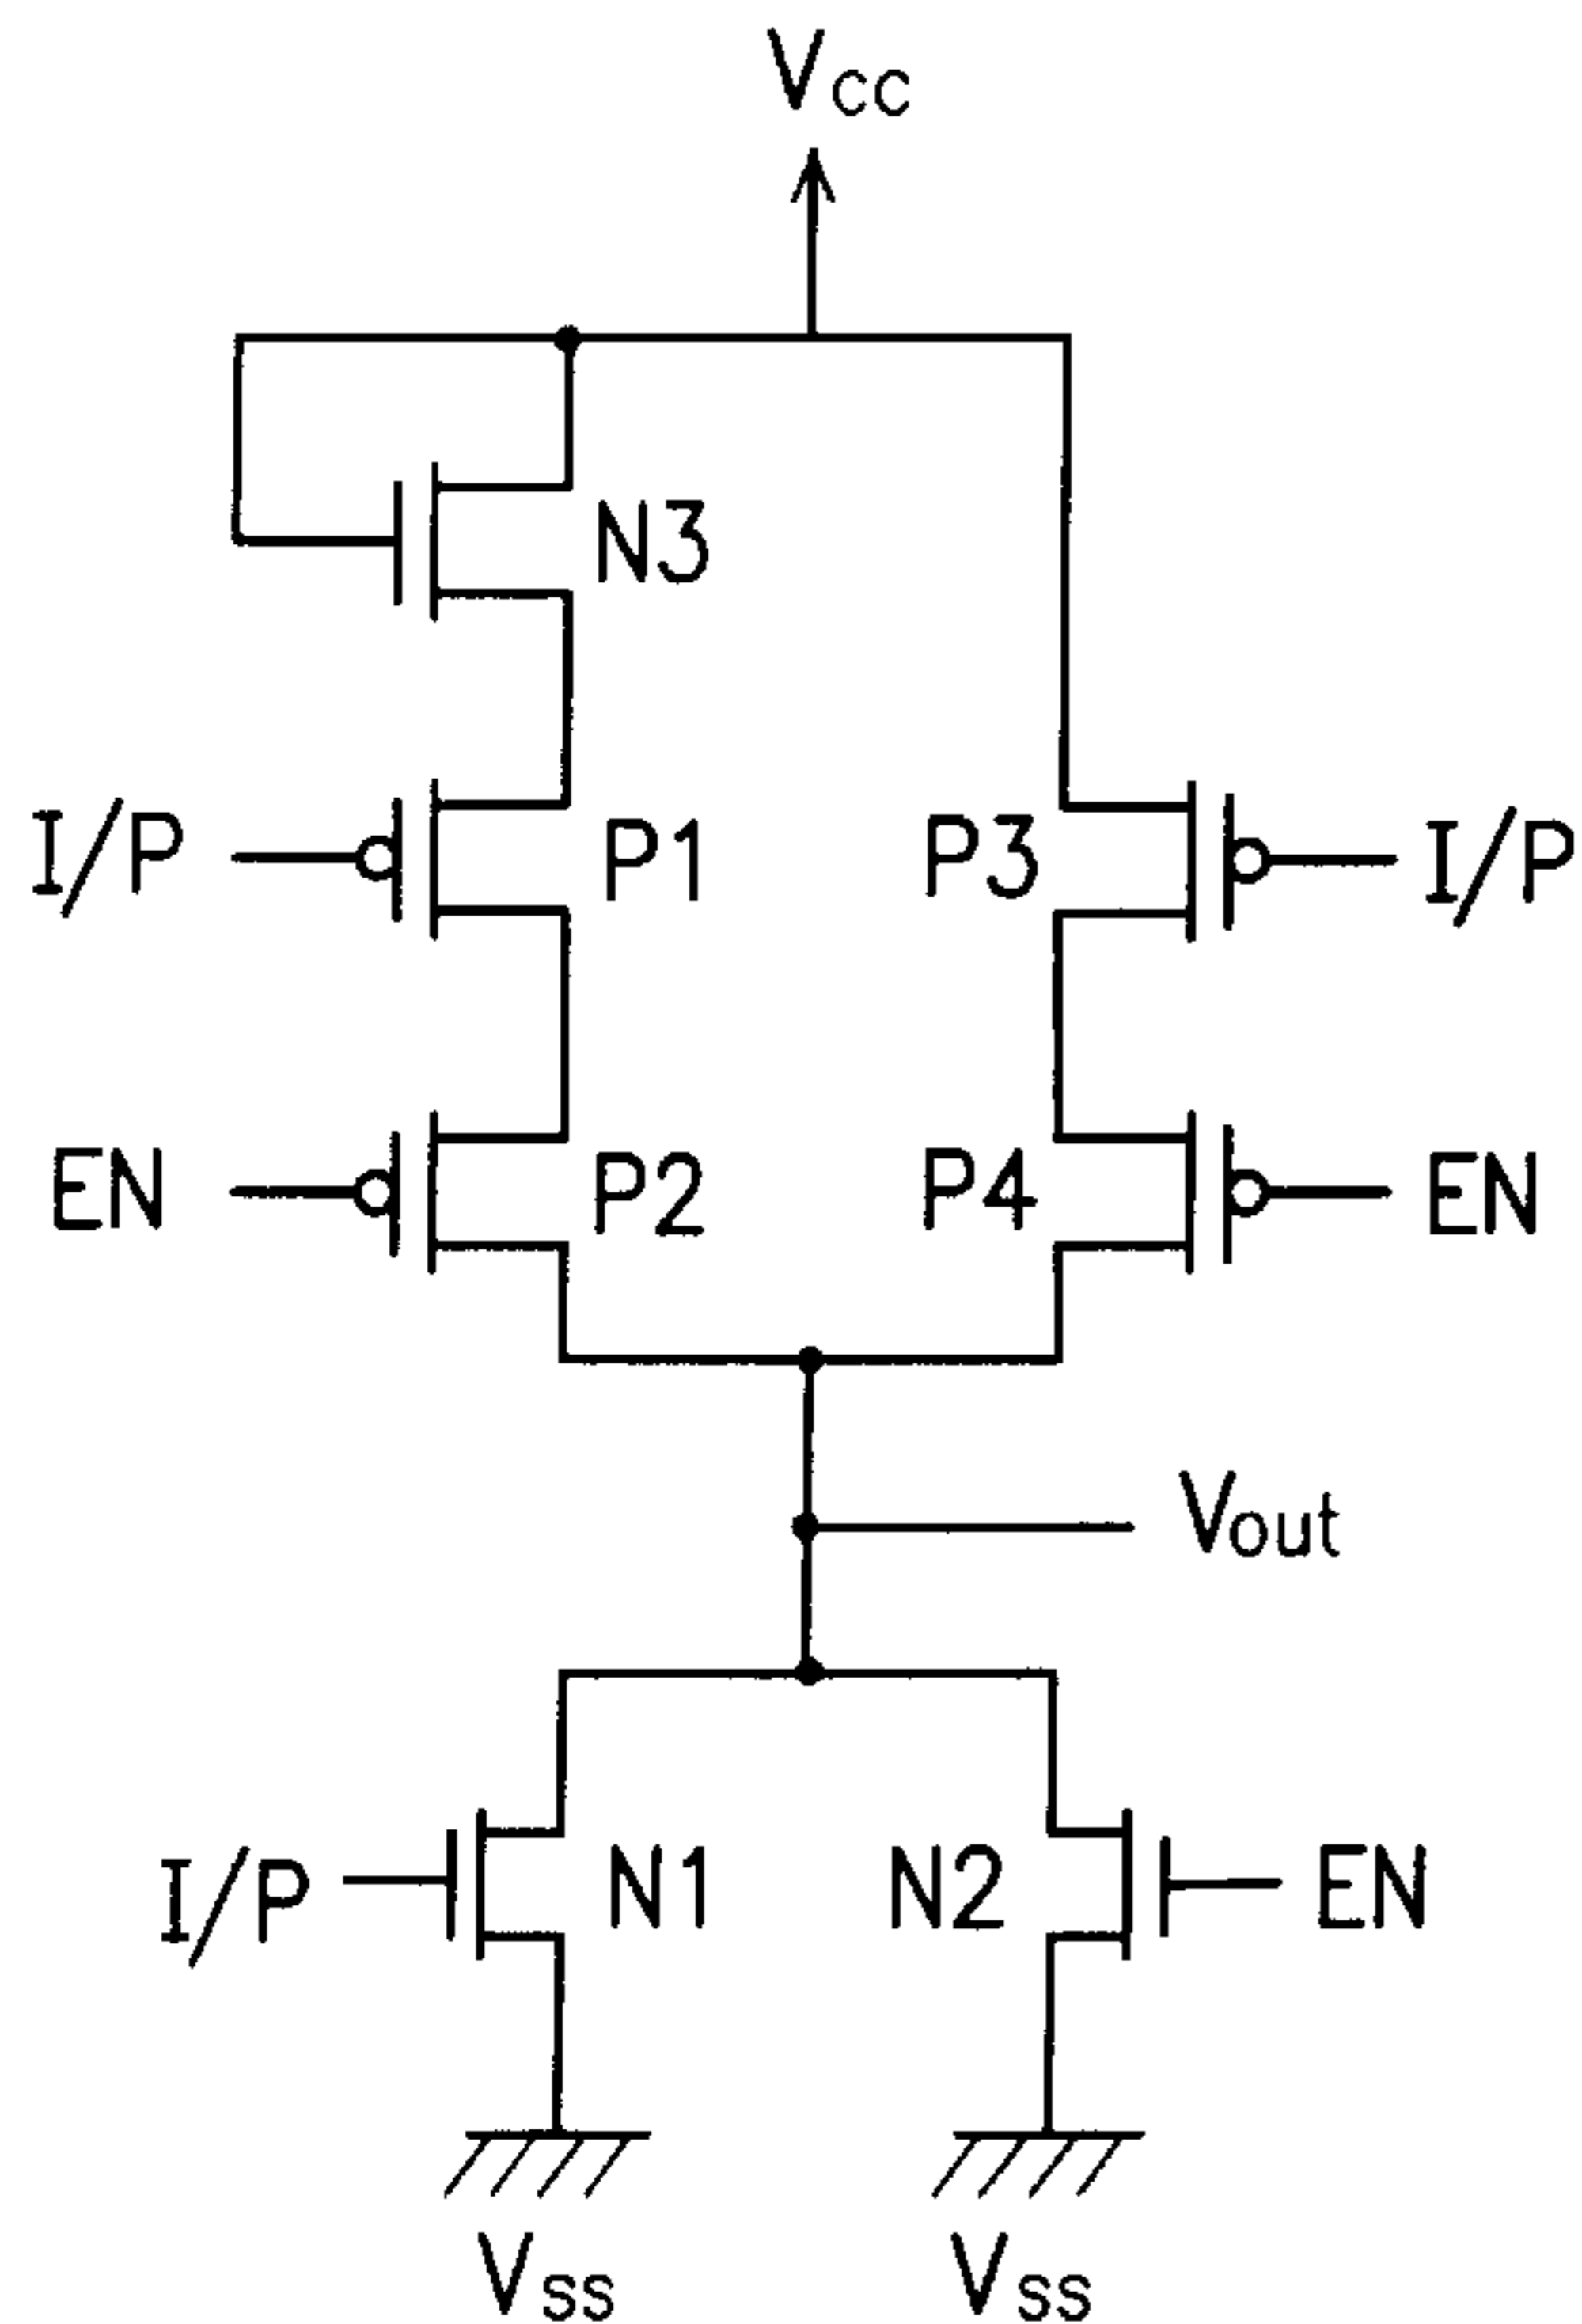 Vcc
N3
I/P P1 P3 I/P
EN P2 P4 EN
Vout
I/P N1 N2 EN
Vss Vss